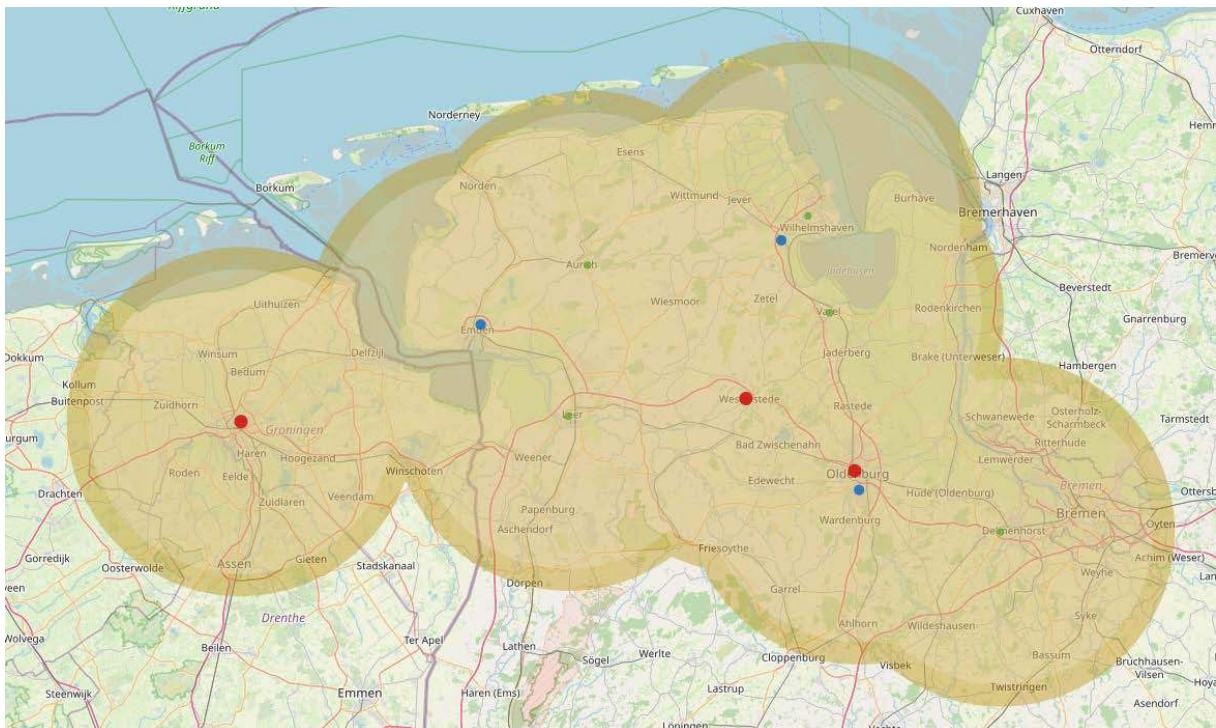 Riffgrund
Cuxhaven
Otterndorf
Norderney
Borkum
Riff
Borkum
Norden
Esens
Wittmund
Jever
Burhave
Langen
Bremerhaven
Wilhelmshaven
Nordenham
Aurich
Uithuizen
Wiesmoor
Zetel
Varel
Rodenkirchen
Beverstedt
Gnarrenburg
Emden
Dokkum
Winsum
Bedum
Delfzijl
Jaderberg
Brake (Unterweser)
Hambergen
Kollum
Buitenpost
Zuidhorn
Westerstede
Rastede
Schwanewede
Osterholz-
Scharmbeck
Tarmstedt
Leer
Groningen
Haren
Hoogezand
Bad Zwischenahn
Ritterhude
Lemwerder
Roden
Eelde
Winschoten
Weener
Edewecht
Oldenburg
Hude (Oldenburg)
Bremen
Drachten
Zuidlaren
Veendam
Papenburg
Aschendorf
Wardenburg
Delmenhorst
Bremen
Oyten
Achim (Weser)
Gorredijk
Oosterwolde
Assen
Gieten
Stadskanaal
Dörpen
Friesoythe
Garrel
Weyhe
Drenthe
Ahlhorn
Wildeshausen
Syke
Wolvega
Beilen
Ter Apel
Lathen
Sögel
Werlte
Cloppenburg
Visbek
Bassum
Bruchhausen-
Vilsen
Steenwijk
Emmen
Haren (Ems)
Lastrup
Twistringen
Asendorf
Löningen